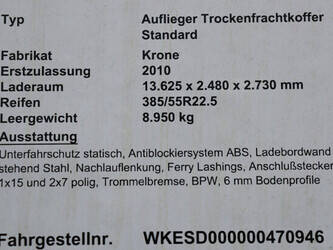 Typ Auflieger Trockenfrachtkoffer
Standard
Fabrikat Krone
Erstzulassung 2010
Laderaum 13.625 x 2.480 x 2.730 mm
Reifen 385/55R22.5
Leergewicht 8.950 kg
Ausstattung
Unterfahrschutz statisch, Antiblockiersystem ABS, Ladebordwand
stehend Stahl, Nachlauflenkung, Ferry Lashings, Anschlußstecker
1x15 und 2x7 polig, Trommelbremse, BPW, 6 mm Bodenprofile
Fahrgestellnr. WKESD000000470946